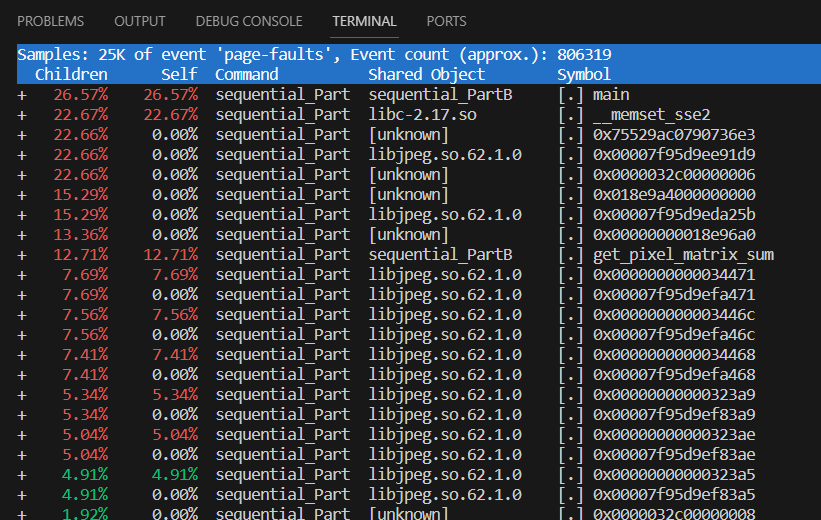 PROBLEMS OUTPUT DEBUG CONSOLE TERMINAL PORTS
Samples: 25K of event 'page-faults', Event count (approx.): 806319
Children Self Command Shared Object Symbol
+ 26.57% 26.57% sequential_Part sequential_PartB [.] main
+ 22.67% 22.67% sequential_Part libc-2.17.so [.] __memset_sse2
+ 22.66% 0.00% sequential_Part [unknown] [.] 0x75529ac0790736e3
+ 22.66% 0.00% sequential_Part libjpeg.so.62.1.0 [.] 0x00007f95d9ee91d9
+ 22.66% 0.00% sequential_Part [unknown] [.] 0x0000032c00000006
+ 15.29% 0.00% sequential_Part [unknown] [.] 0x018e9a4000000000
+ 15.29% 0.00% sequential_Part libjpeg.so.62.1.0 [.] 0x00007f95d9eda25b
+ 13.36% 0.00% sequential_Part [unknown] [.] 0x00000000018e96a0
+ 12.71% 12.71% sequential_Part sequential_PartB [.] get_pixel_matrix_sum
+ 7.69% 7.69% sequential_Part libjpeg.so.62.1.0 [.] 0x0000000000034471
+ 7.69% 0.00% sequential_Part libjpeg.so.62.1.0 [.] 0x00007f95d9efa471
+ 7.56% 7.56% sequential_Part libjpeg.so.62.1.0 [.] 0x000000000003446c
+ 7.56% 0.00% sequential_Part libjpeg.so.62.1.0 [.] 0x00007f95d9efa46c
+ 7.41% 7.41% sequential_Part libjpeg.so.62.1.0 [.] 0x0000000000034468
+ 7.41% 0.00% sequential_Part libjpeg.so.62.1.0 [.] 0x00007f95d9efa468
+ 5.34% 5.34% sequential_Part libjpeg.so.62.1.0 [.] 0x00000000000323a9
+ 5.34% 0.00% sequential_Part libjpeg.so.62.1.0 [.] 0x00007f95d9ef83a9
+ 5.04% 5.04% sequential_Part libjpeg.so.62.1.0 [.] 0x00000000000323ae
+ 5.04% 0.00% sequential_Part libjpeg.so.62.1.0 [.] 0x00007f95d9ef83ae
+ 4.91% 4.91% sequential_Part libjpeg.so.62.1.0 [.] 0x00000000000323a5
+ 4.91% 0.00% sequential_Part libjpeg.so.62.1.0 [.] 0x00007f95d9ef83a5
+ 1.92% 0.00% sequential_Part [unknown] [.] 0x0000032c00000008